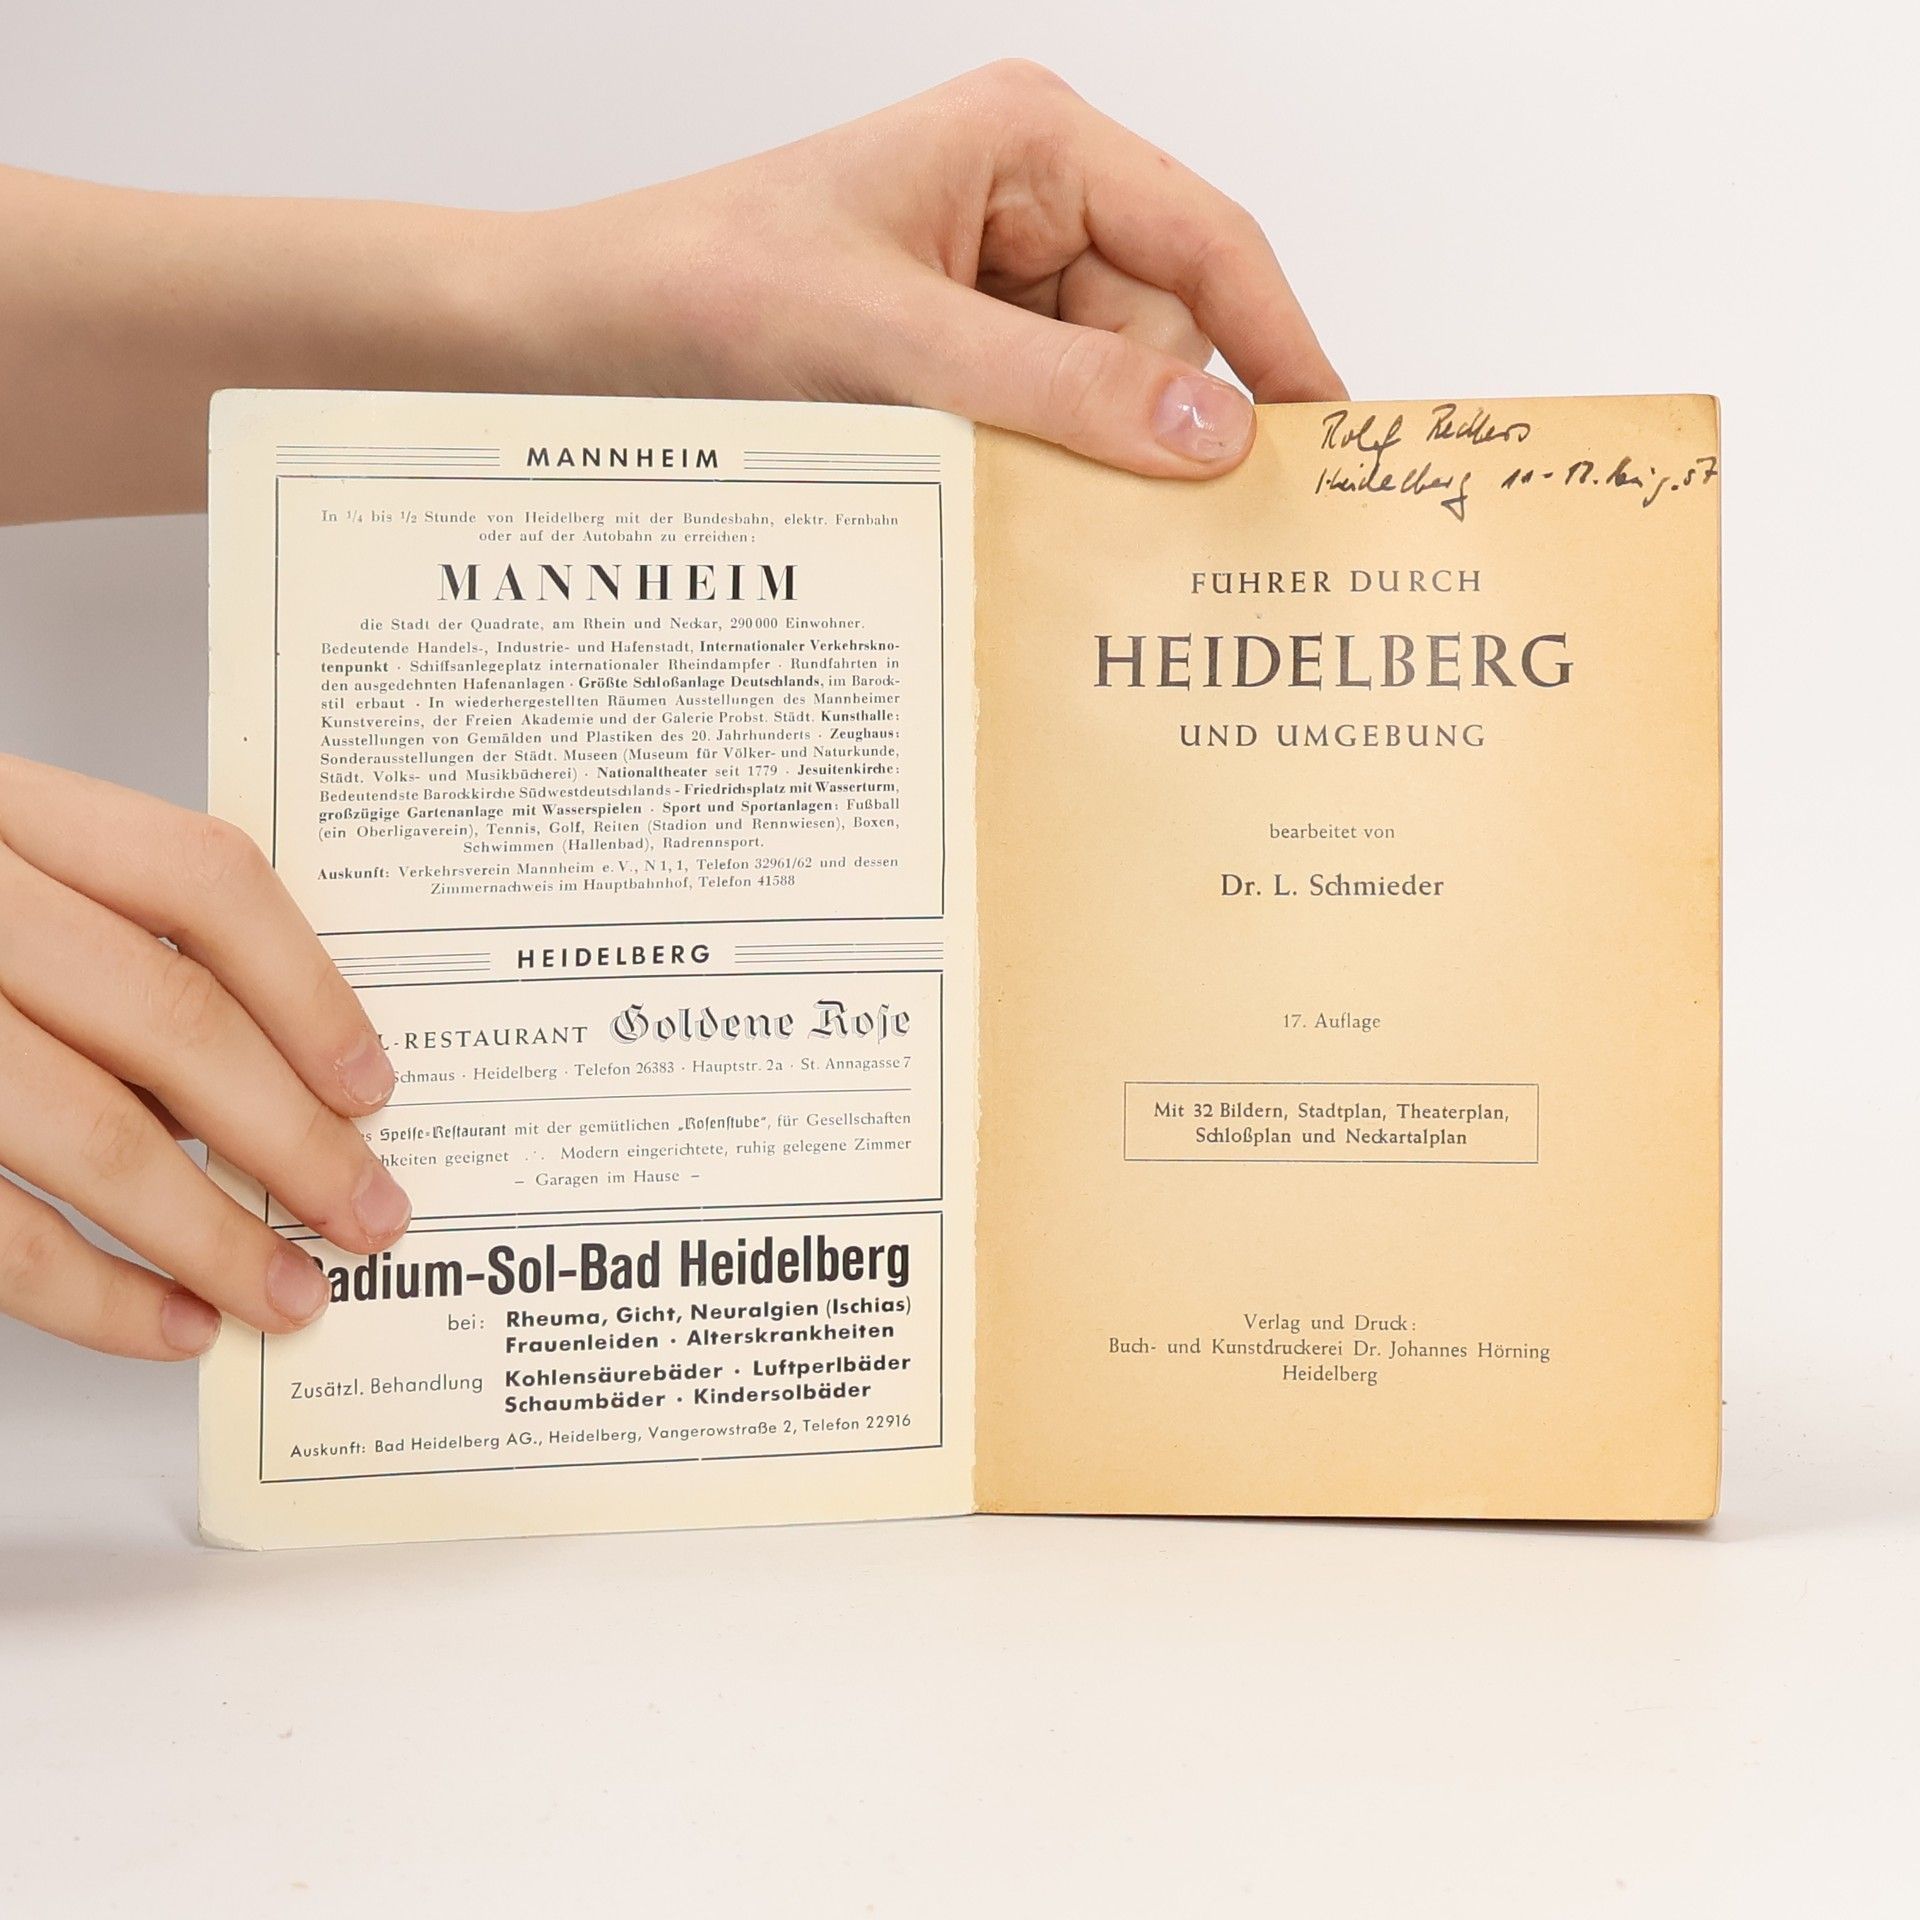 MANNHEIM
In 1/4 bis 1/2 Stunde von Heidelberg mit der Bundesbahn, elektr. Fernbahn
oder auf der Autobahn zu erreichen:
MANNHEIM
die Stadt der Quadrate, am Rhein und Neckar, 290000 Einwohner.
Bedeutende Handels-, Industrie- und Hafenstadt, Internationaler Verkehrskno-
tenpunkt · Schiffsanlegeplatz internationaler Rheindampfer · Rundfahrten in
den ausgedehnten Hafenanlagen · Größte Schloßanlage Deutschlands, im Barock-
stil erbaut · In wiederhergestellten Räumen Ausstellungen des Mannheimer
Kunstvereins, der Freien Akademie und der Galerie Probst. Städt. Kunsthalle:
Ausstellungen von Gemälden und Plastiken des 20. Jahrhunderts · Zeughaus:
Sonderausstellungen der Städt. Museen (Museum für Völker- und Naturkunde,
Städt. Volks- und Musikbücherei) · Nationaltheater seit 1779 · Jesuitenkirche:
Bedeutendste Barockkirche Südwestdeutschlands - Friedrichsplatz mit Wasserturm,
großzügige Gartenanlage mit Wasserspielen · Sport und Sportanlagen: Fußball
(ein Oberligaverein), Tennis, Golf, Reiten (Stadion und Rennwiesen), Boxen,
Schwimmen (Hallenbad), Radrennsport.
Auskunft: Verkehrsverein Mannheim e. V., N 1, 1, Telefon 32961/62 und dessen
Zimmernachweis im Hauptbahnhof, Telefon 41588
HEIDELBERG
L-RESTAURANT Goldene Rose
Schmaus · Heidelberg · Telefon 26383 · Hauptstr. 2a · St. Annagasse 7
s Speise-Restaurant mit der gemütlichen „Rosenstube“, für Gesellschaften
hkeiten geeignet .·. Modern eingerichtete, ruhig gelegene Zimmer
– Garagen im Hause –
adium-Sol-Bad Heidelberg
bei: Rheuma, Gicht, Neuralgien (Ischias)
Frauenleiden · Alterskrankheiten
Zusätzl. Behandlung Kohlensäurebäder · Luftperlbäder
Schaumbäder · Kindersolbäder
Auskunft: Bad Heidelberg AG., Heidelberg, Vangerowstraße 2, Telefon 22916
Rolf
Heidelberg
FÜHRER DURCH
HEIDELBERG
UND UMGEBUNG
bearbeitet von
Dr. L. Schmieder
17. Auflage
Mit 32 Bildern, Stadtplan, Theaterplan,
Schloßplan und Neckartalplan
Verlag und Druck:
Buch- und Kunstdruckerei Dr. Johannes Hörning
Heidelberg